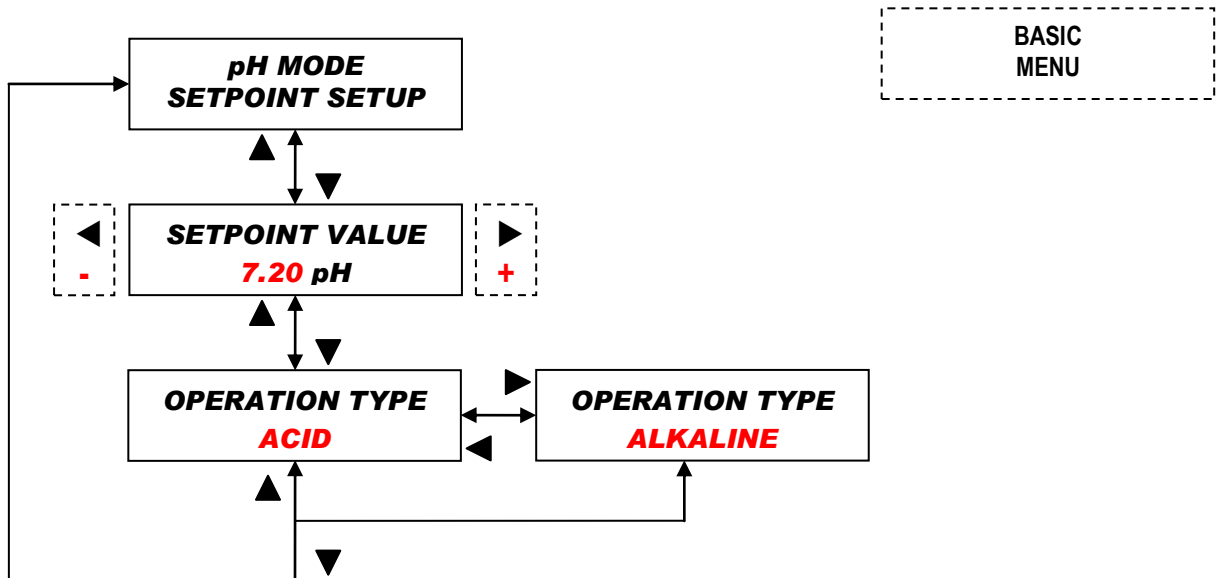 BASIC
MENU
pH MODE
SETPOINT SETUP
SETPOINT VALUE
7.20 pH
-
+
OPERATION TYPE
ACID
OPERATION TYPE
ALKALINE